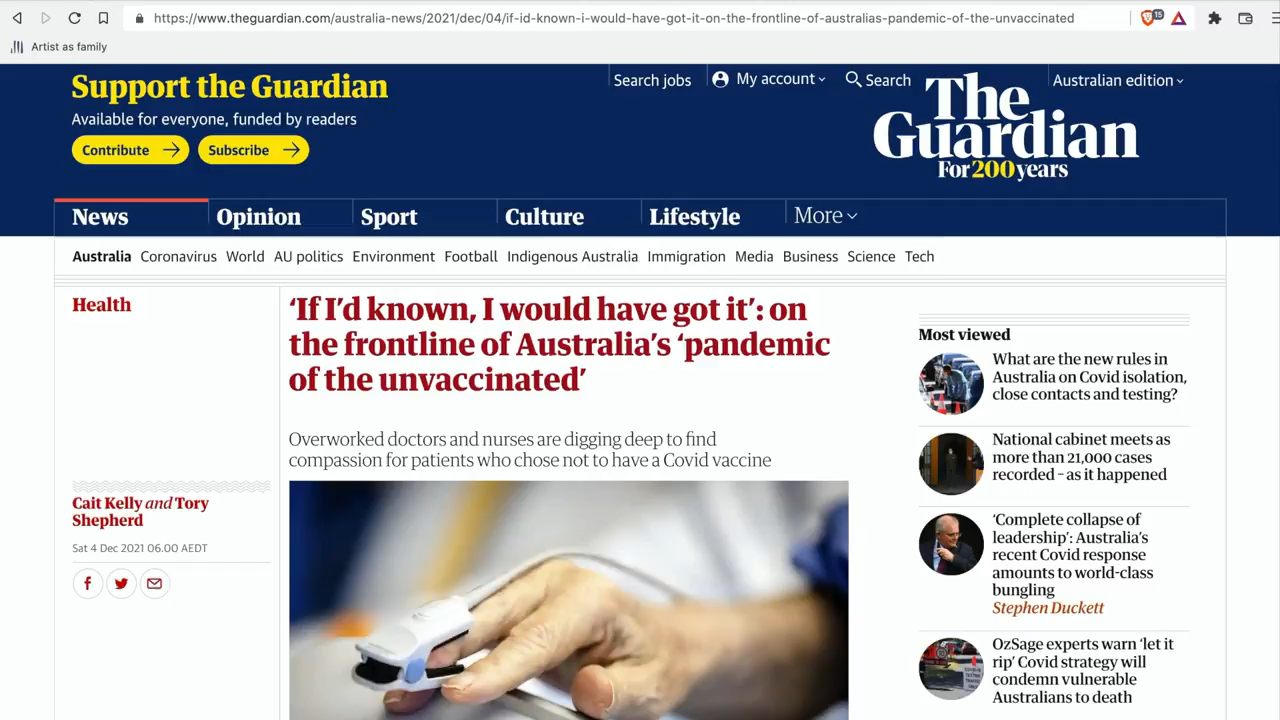 https://www.theguardian.com/australia-news/2021/dec/04/if-id-known-i-would-have-got-it-on-the-frontline-of-australias-pandemic-of-the-unvaccinated
15
Artist as family
Support the Guardian
Available for everyone, funded by readers
Contribute
Subscribe
Search jobs
My account
Search
Australian edition
The
Guardian
For 200 years
News
Opinion
Sport
Culture
Lifestyle
More
Australia
Coronavirus
World
AU politics
Environment
Football
Indigenous Australia
Immigration
Media
Business
Science
Tech
Health
‘If I’d known, I would have got it’: on
the frontline of Australia’s ‘pandemic
of the unvaccinated’
Overworked doctors and nurses are digging deep to find
compassion for patients who chose not to have a Covid vaccine
Cait Kelly and Tory
Shepherd
Sat 4 Dec 2021 06.00 AEDT
Most viewed
What are the new rules in
Australia on Covid isolation,
close contacts and testing?
National cabinet meets as
more than 21,000 cases
recorded – as it happened
‘Complete collapse of
leadership’: Australia’s
recent Covid response
amounts to world-class
bungling
Stephen Duckett
OzSage experts warn ‘let it
rip’ Covid strategy will
condemn vulnerable
Australians to death